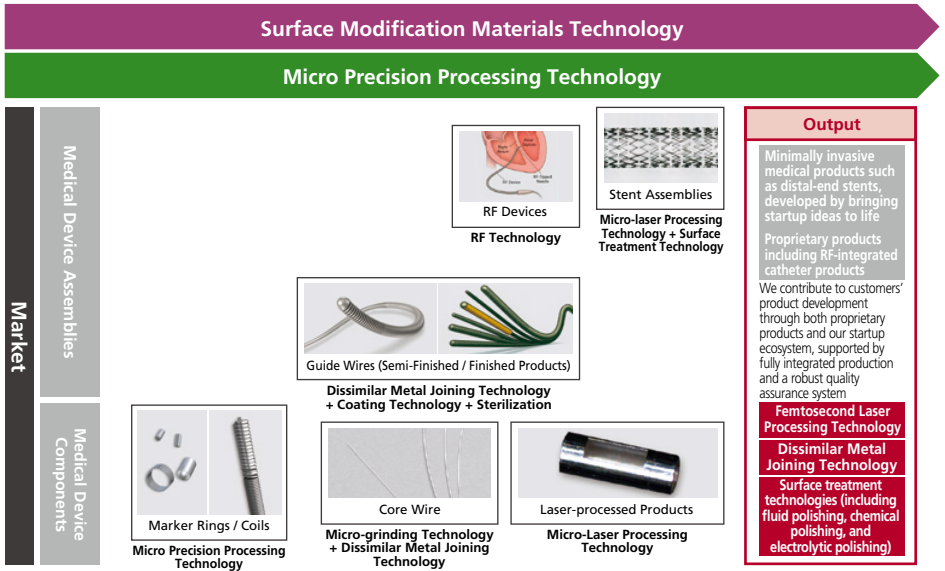 Surface Modification Materials Technology
Micro Precision Processing Technology
Market
Medical Device Assemblies
RF Devices
RF Technology
Stent Assemblies
Micro-laser Processing
Technology + Surface
Treatment Technology
Guide Wires (Semi-Finished / Finished Products)
Dissimilar Metal Joining Technology
+ Coating Technology + Sterilization
Medical Device
Components
Marker Rings / Coils
Micro Precision Processing
Technology
Core Wire
Micro-grinding Technology
+ Dissimilar Metal Joining
Technology
Laser-processed Products
Micro-Laser Processing
Technology
Output
Minimally invasive
medical products such
as distal-end stents,
developed by bringing
startup ideas to life
Proprietary products
including RF-integrated
catheter products
We contribute to customers’
product development
through both proprietary
products and our startup
ecosystem, supported by
fully integrated production
and a robust quality
assurance system
Femtosecond Laser
Processing Technology
Dissimilar Metal
Joining Technology
Surface treatment
technologies (including
fluid polishing, chemical
polishing, and
electrolytic polishing)